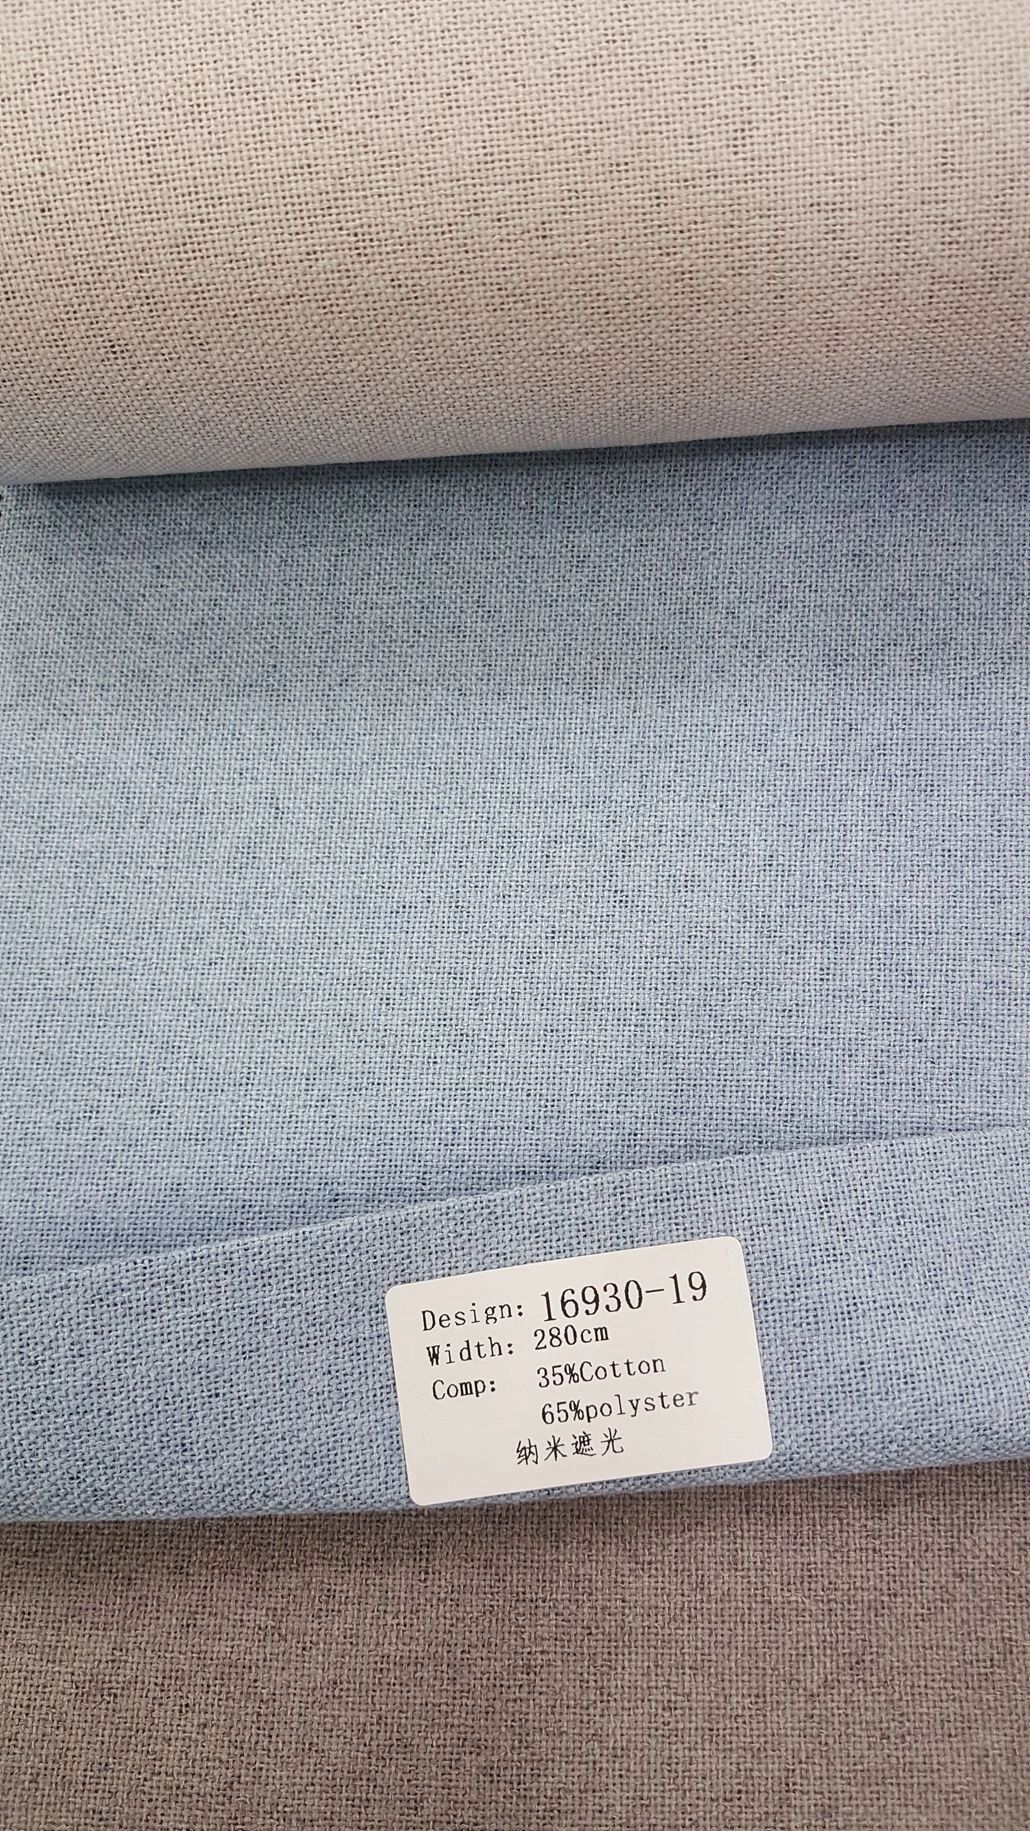 Design: 16930-19
Width: 280cm
Comp: 35%Cotton
65%polyster
纳米遮光